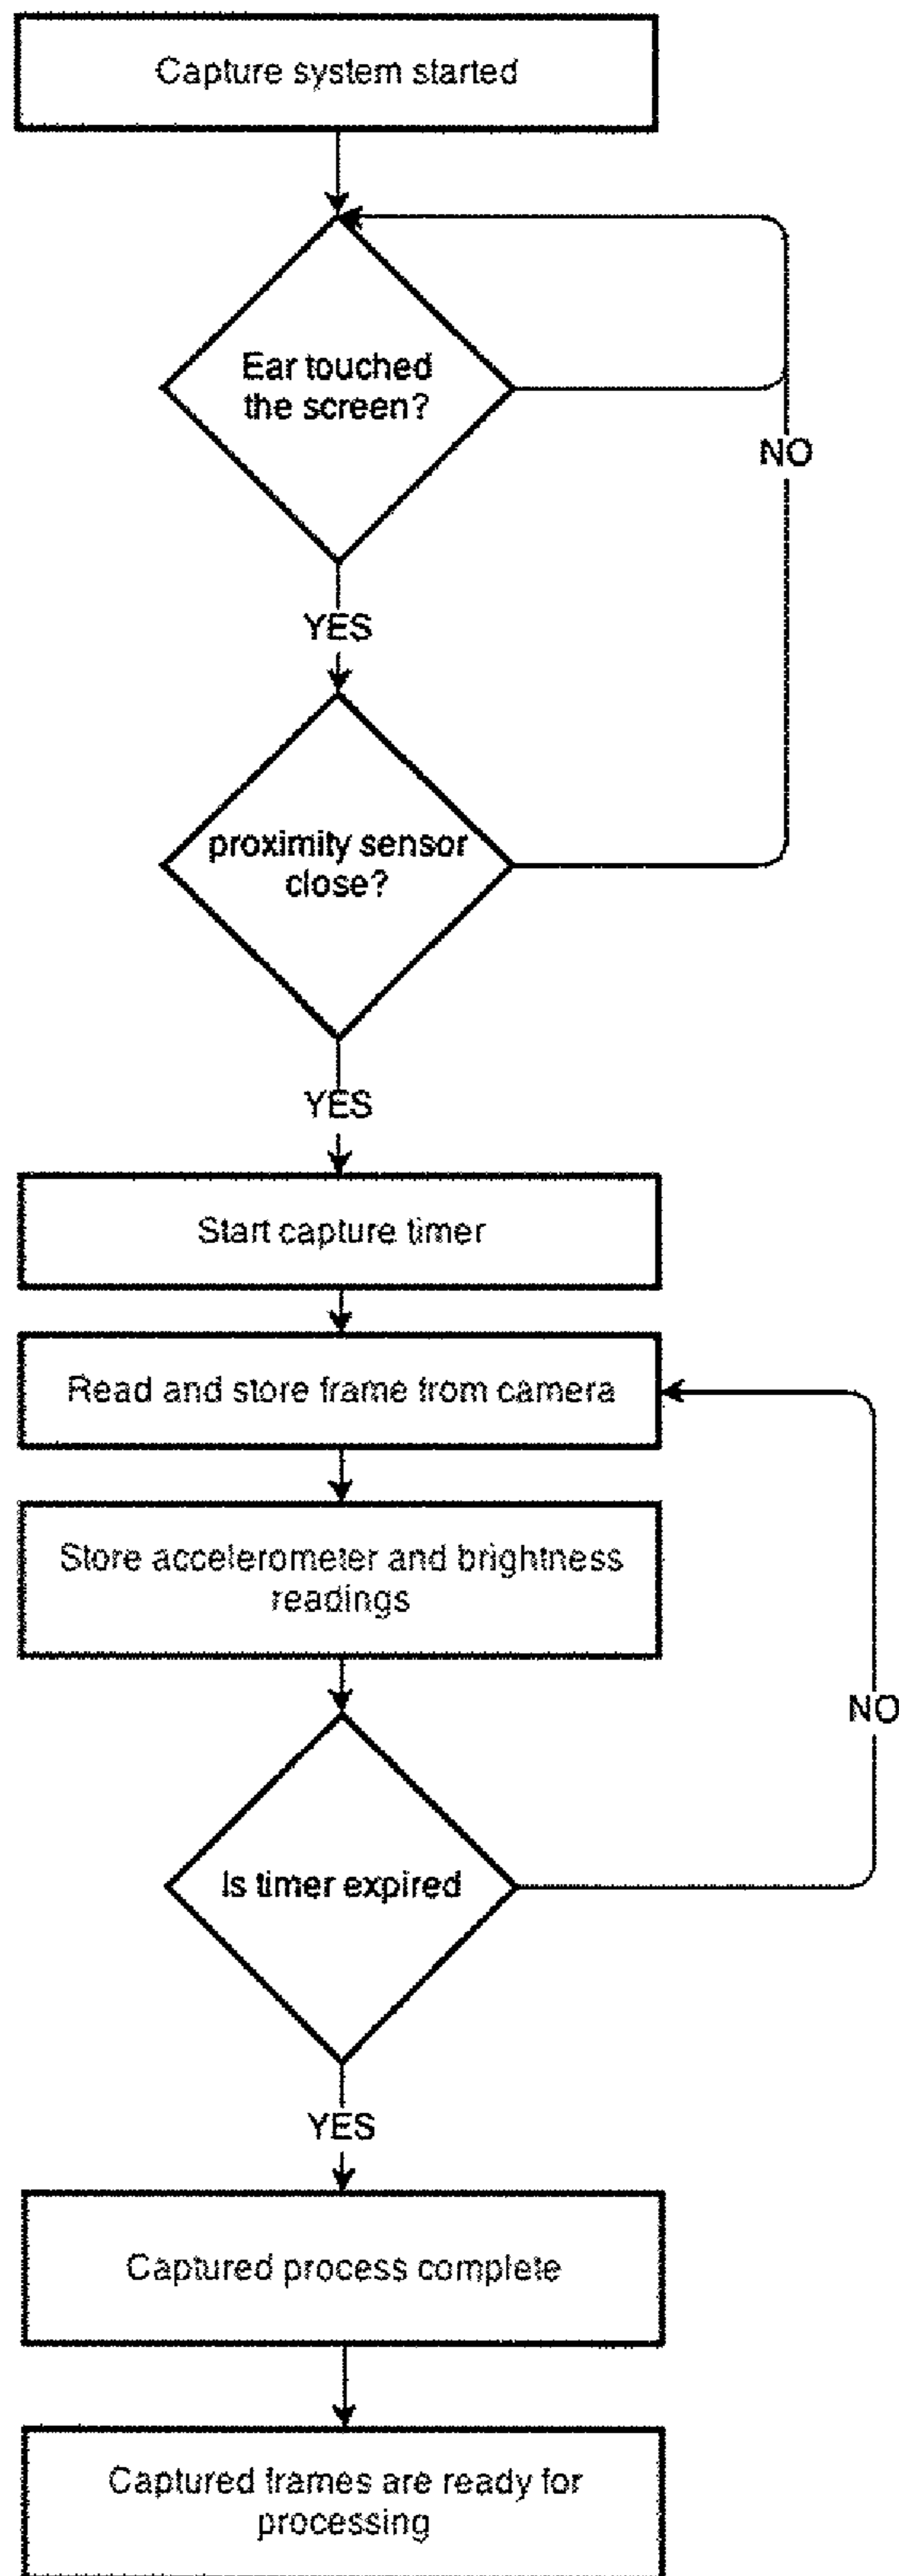 Capture system started
Ear touched
the screen?
NO
YES
proximity sensor
close?
YES
Start capture timer
Read and store frame from camera
Store accelerometer and brightness
readings
NO
Is timer expired
YES
Captured process complete
Captured frames are ready for
processing